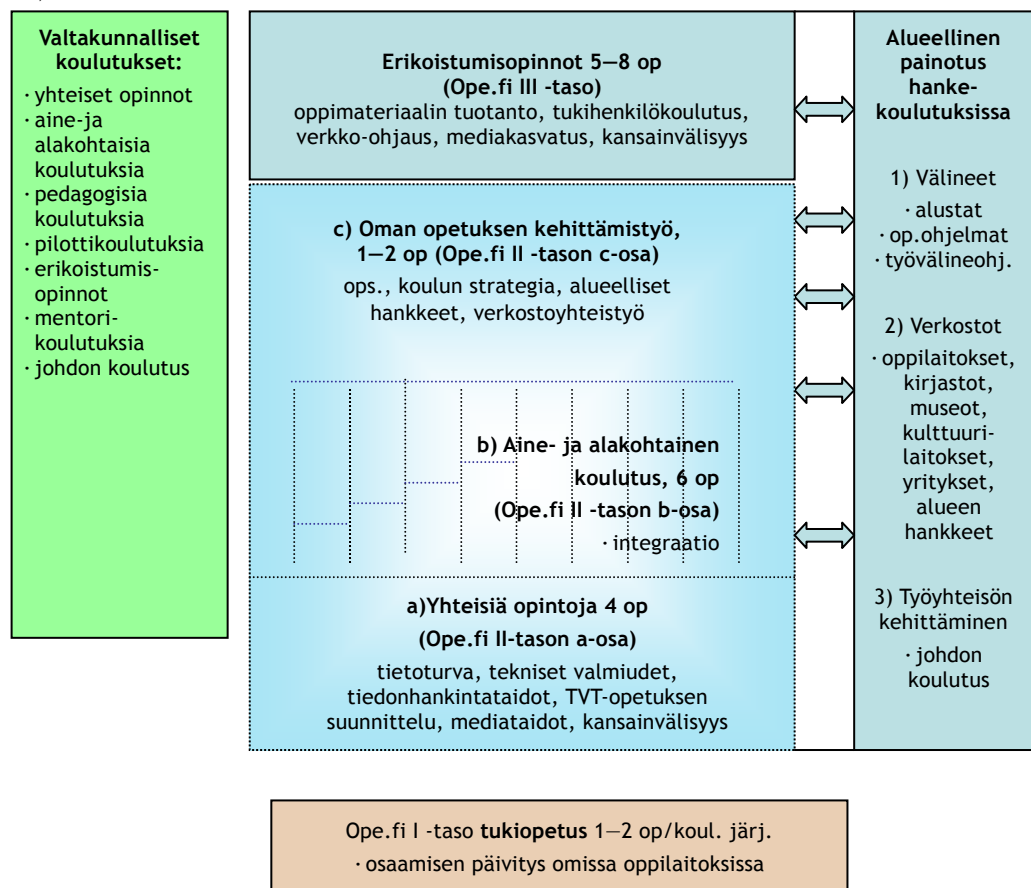 Valtakunnalliset
koulutukset:
· yhteiset opinnot
· aine-ja
alakohtaisia
koulutuksia
· pedagogisia
koulutuksia
· pilottikoulutuksia
· erikoistumis-
opinnot
· mentori-
koulutuksia
· johdon koulutus
Erikoistumisopinnot 5–8 op
(Ope.fi III -taso)
oppimateriaalin tuotanto, tukihenkilökoulutus,
verkko-ohjaus, mediakasvatus, kansainvälisyys
c) Oman opetuksen kehittämistyö,
1–2 op (Ope.fi II -tason c-osa)
ops., koulun strategia, alueelliset
hankkeet, verkostoyhteistyö
b) Aine- ja alakohtainen
koulutus, 6 op
(Ope.fi II -tason b-osa)
· integraatio
a)Yhteisiä opintoja 4 op
(Ope.fi II-tason a-osa)
tietoturva, tekniset valmiudet,
tiedonhankintataidot, TVT-opetuksen
suunnittelu, mediataidot, kansainvälisyys
Alueellinen
painotus
hanke-
koulutuksissa
1) Välineet
· alustat
· op.ohjelmat
· työvälineohj.
2) Verkostot
· oppilaitokset,
kirjastot,
museot,
kulttuuri-
laitokset,
yritykset,
alueen
hankkeet
3) Työyhteisön
kehittäminen
· johdon
koulutus
Ope.fi I -taso tukiopetus 1–2 op/koul. järj.
· osaamisen päivitys omissa oppilaitoksissa